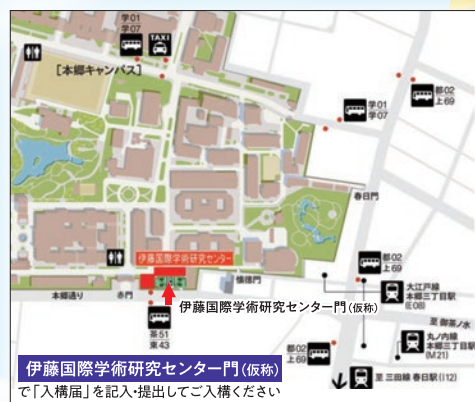 学01
学07
TAXI
[本郷キャンパス]
学01
学07
都02
上69
春日門
伊藤国際学術研究センター
都02
上69
懐徳門
大江戸線
本郷三丁目駅
(E08)
本郷通り
赤門
伊藤国際学術研究センター門(仮称)
至 御茶ノ水
茶51
東43
丸ノ内線
本郷三丁目駅
(M21)
都02
上69
至 三田線 春日駅(I12)
伊藤国際学術研究センター門(仮称)
で「入構届」を記入・提出してご入構ください